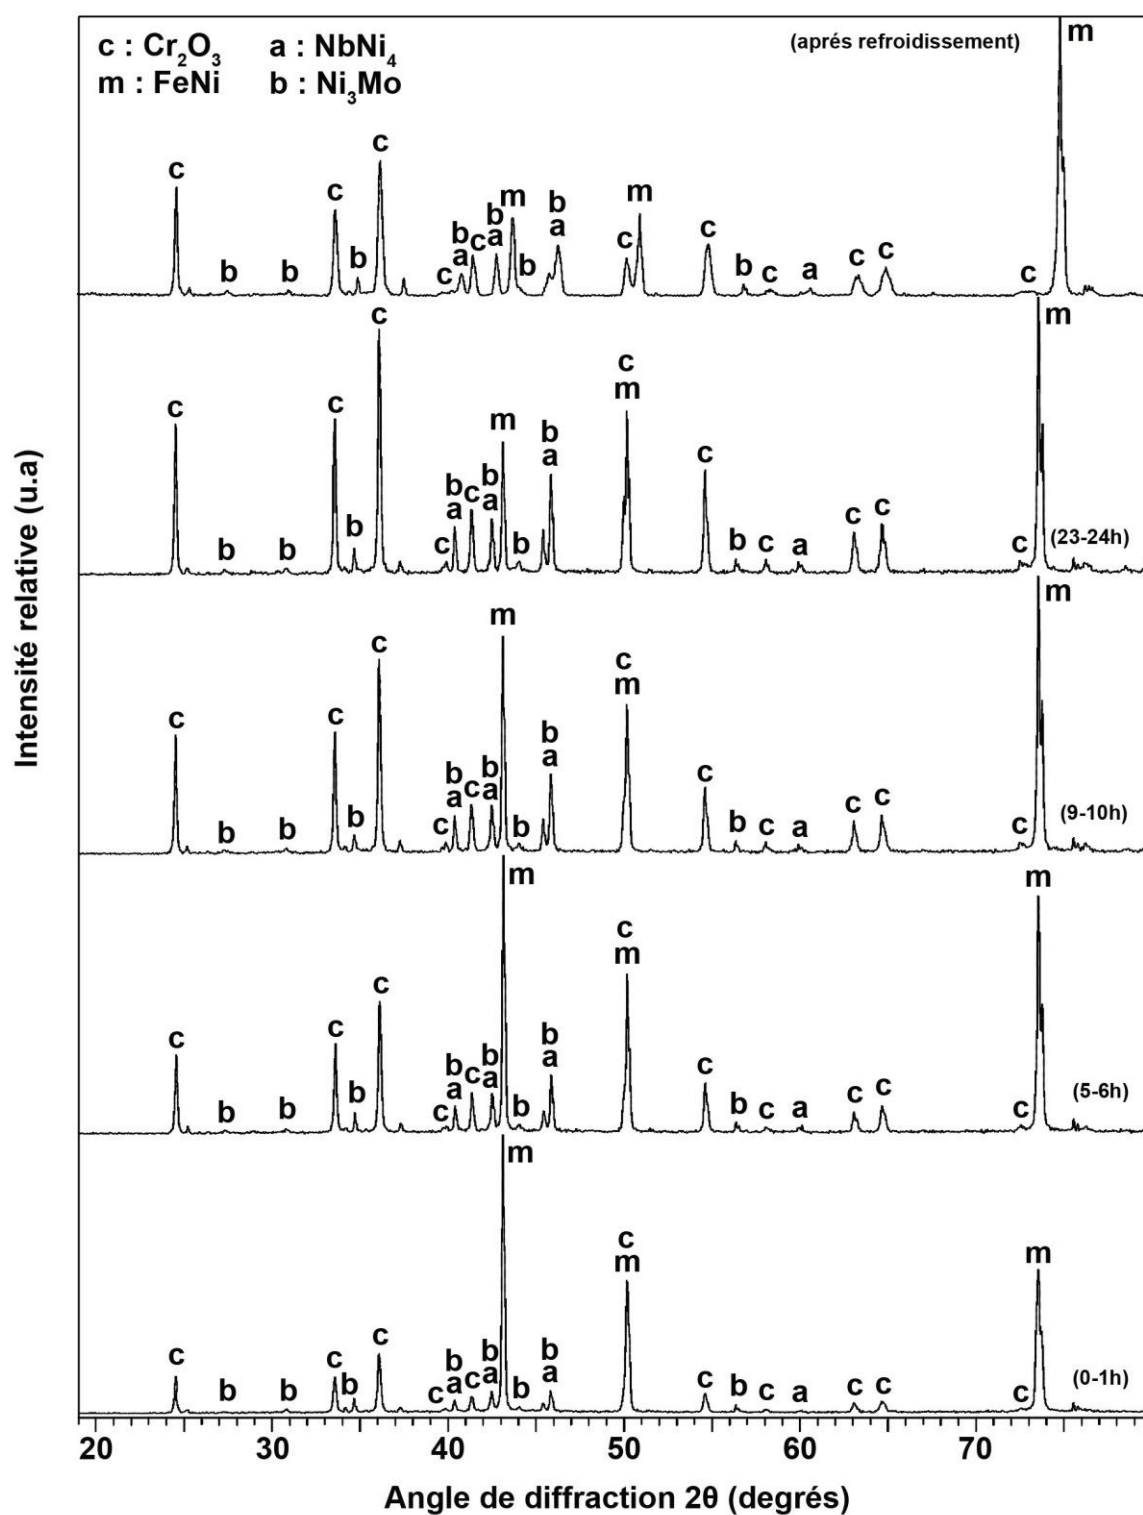 c : Cr₂O₃ a : NbNi₄ (aprés refroidissement) m
m : FeNi b : Ni₃Mo
c b b c b c c b a c b a m b b a c m c b c a c c c
c b b c b c c b a c b a m b b a c m c b c a c c c m
(23-24h)
c b b c b c c b a c b a m b b a c m c b c a c c c m
(9-10h)
c b b c b c c b a c b a m b b a c m c b c a c c c m
(5-6h)
c b b c b c c b a c b a m b b a c m c b c a c c c m
(0-1h)
Intensité relative (u.a)
20 30 40 50 60 70
Angle de diffraction 2θ (degrés)